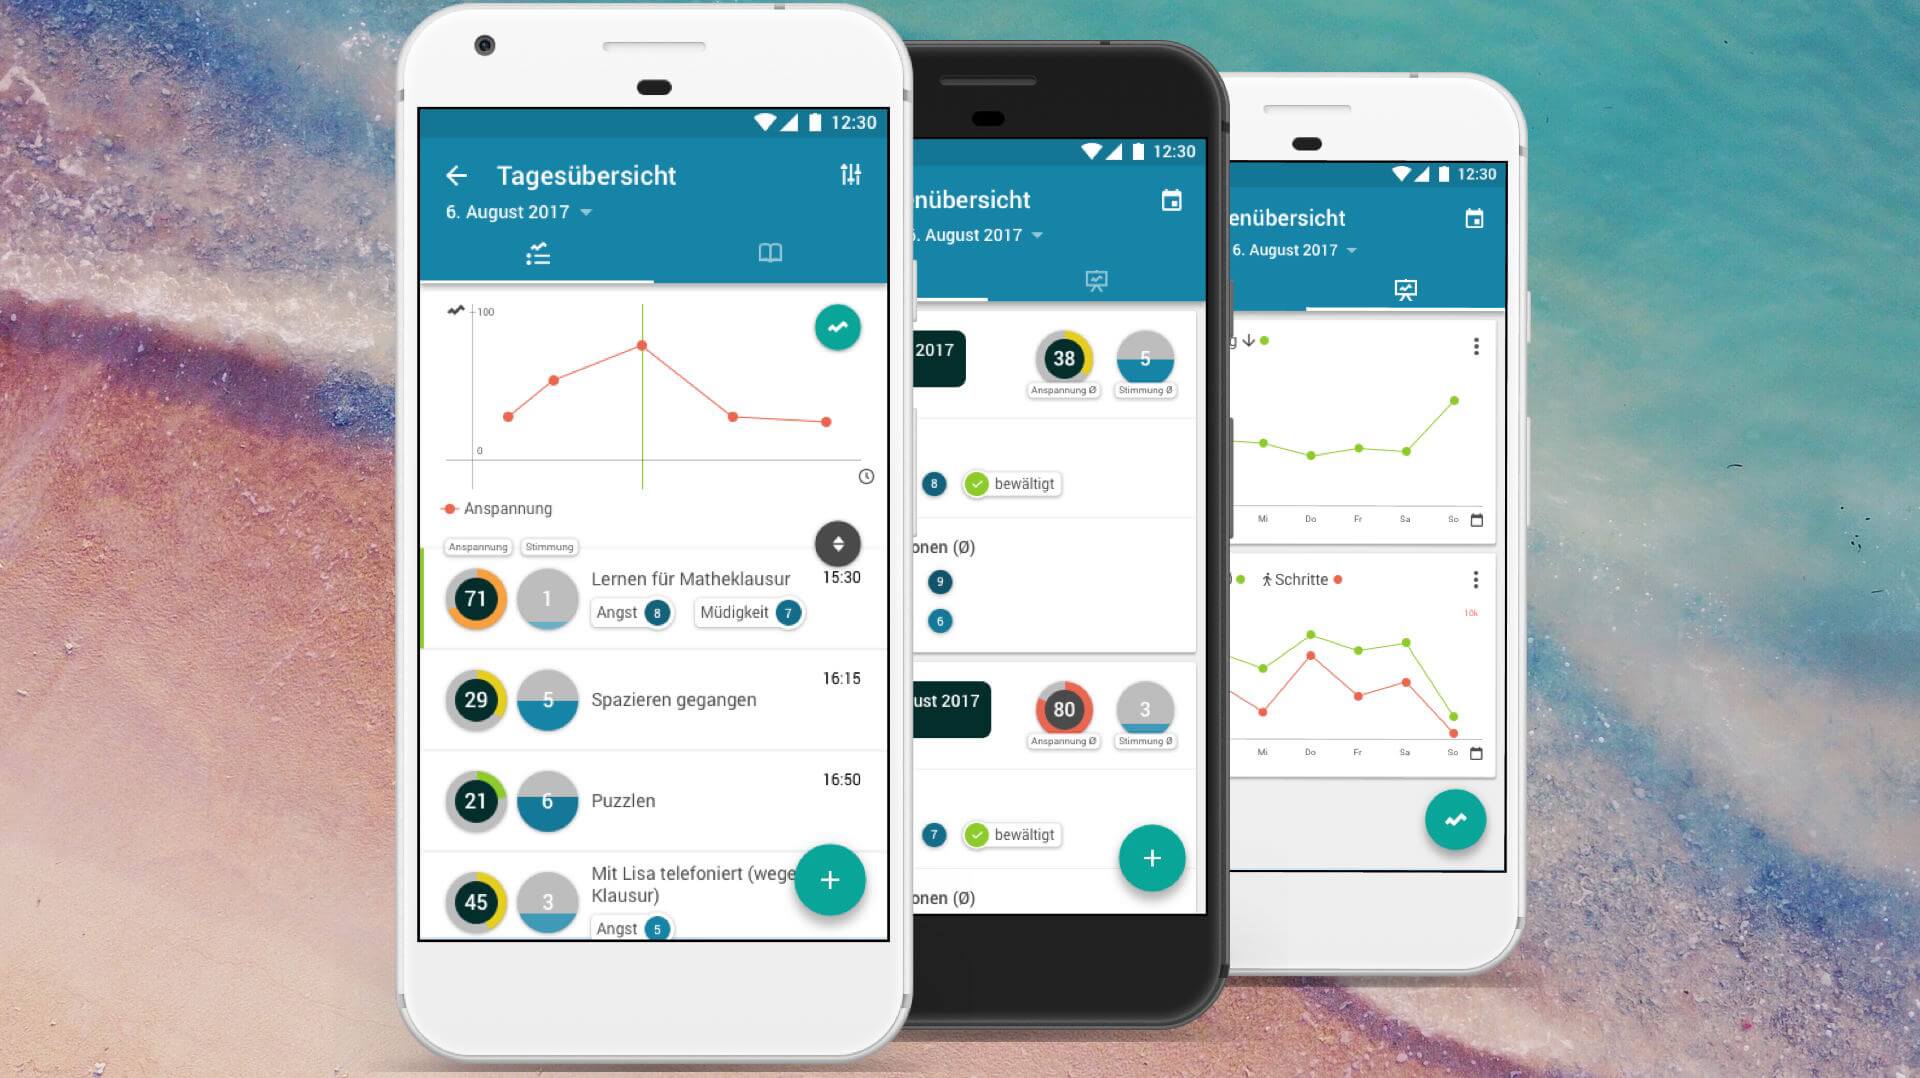 12:30
Tagesübersicht
6. August 2017
100
0
Anspannung
Anspannung
Stimmung
71
1
Lernen für Matheklausur
15:30
Angst 8
Müdigkeit 7
29
5
Spazieren gegangen
16:15
21
6
Puzzlen
16:50
45
3
Mit Lisa telefoniert (wege
Klausur)
Angst 5
+
12:30
nübersicht
6. August 2017
2017
38
5
Anspannung Ø
Stimmung Ø
8
bewältigt
onen (Ø)
9
6
ust 2017
80
3
Anspannung Ø
Stimmung Ø
7
bewältigt
+
onen (Ø)
12:30
enübersicht
6. August 2017
g
Mi Do Fr Sa So
) Schritte
10k
Mi Do Fr Sa So